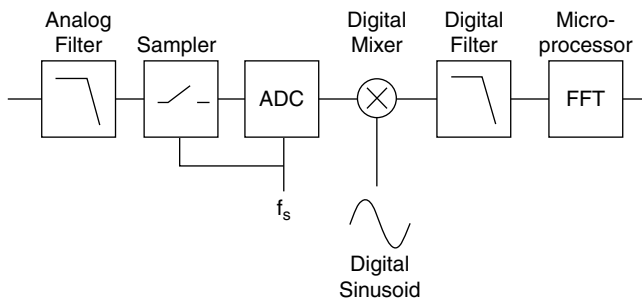 Analog
Filter
Sampler
Digital
Mixer
Digital
Filter
Micro-
processor
ADC
FFT
fs
Digital
Sinusoid